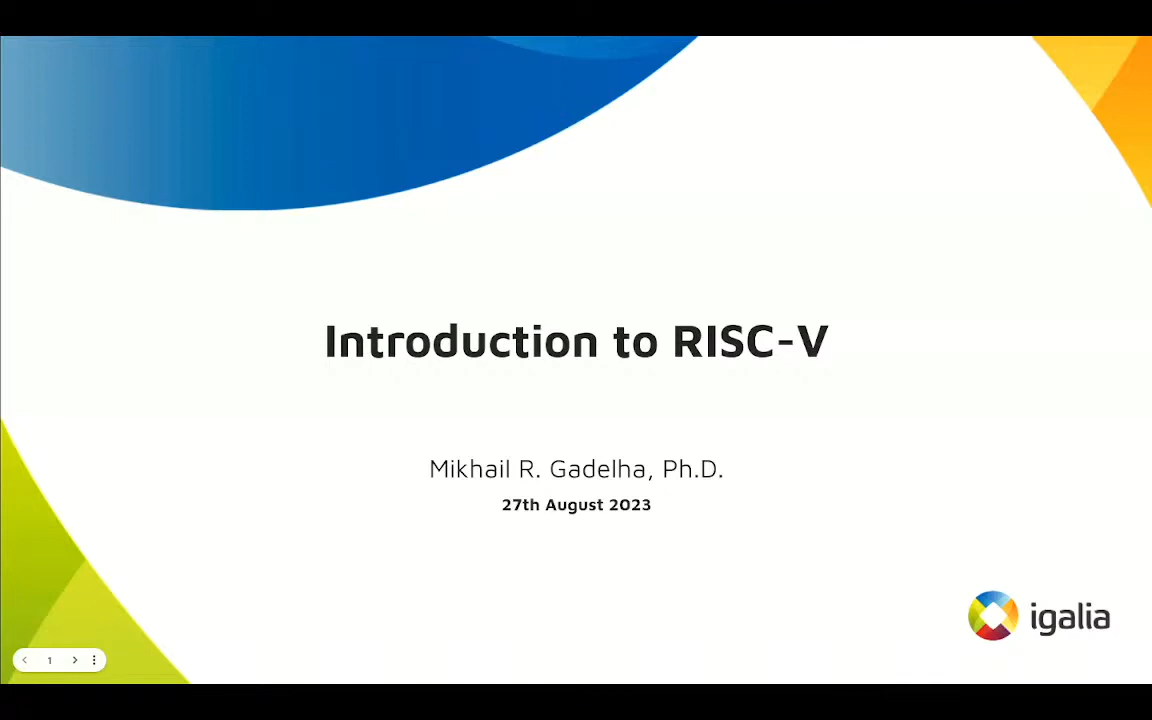 Introduction to RISC-V
Mikhail R. Gadelha, Ph.D.
27th August 2023
igalia
1